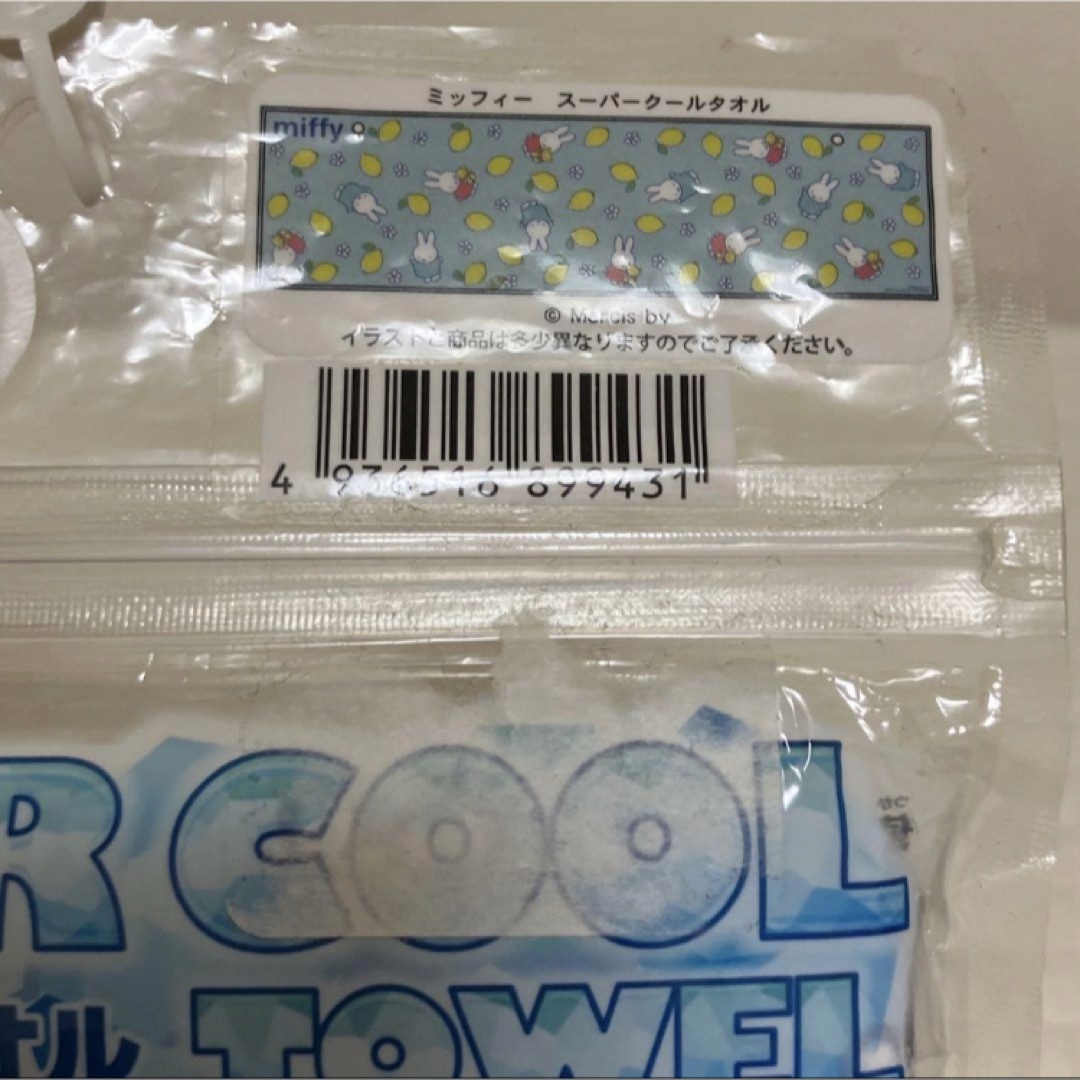 ミッフィー　スーパークールタオル
miffy
© Mercis bv
イラストと商品は多少異なりますのでご了承ください。
4 936516 899431
R COOL
オル TOWEL